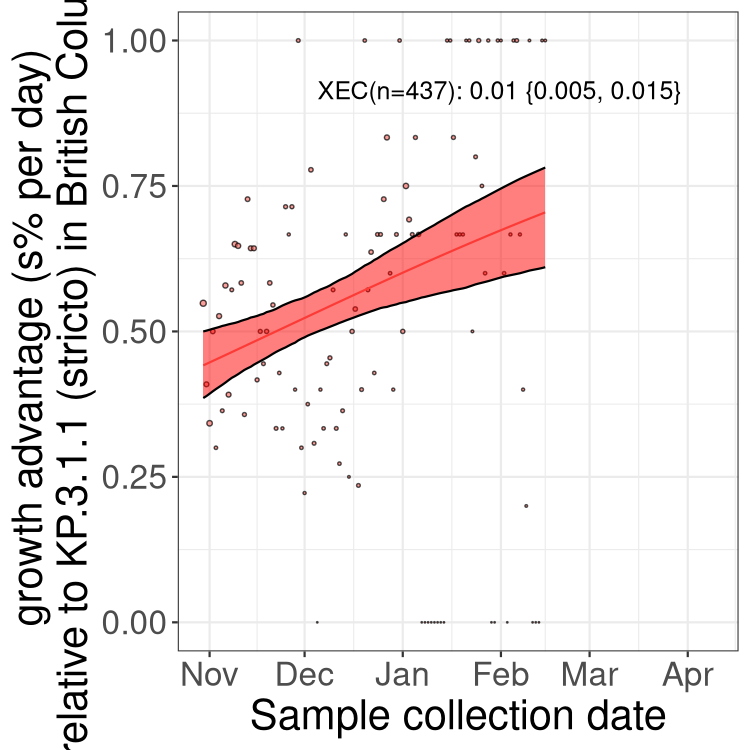 growth advantage (s% per day)
relative to KP.3.1.1 (stricto) in British
1.00
0.75
0.50
0.25
0.00
XEC(n=437): 0.01 {0.005, 0.015}
Nov Dec Jan Feb Mar Apr
Sample collection date